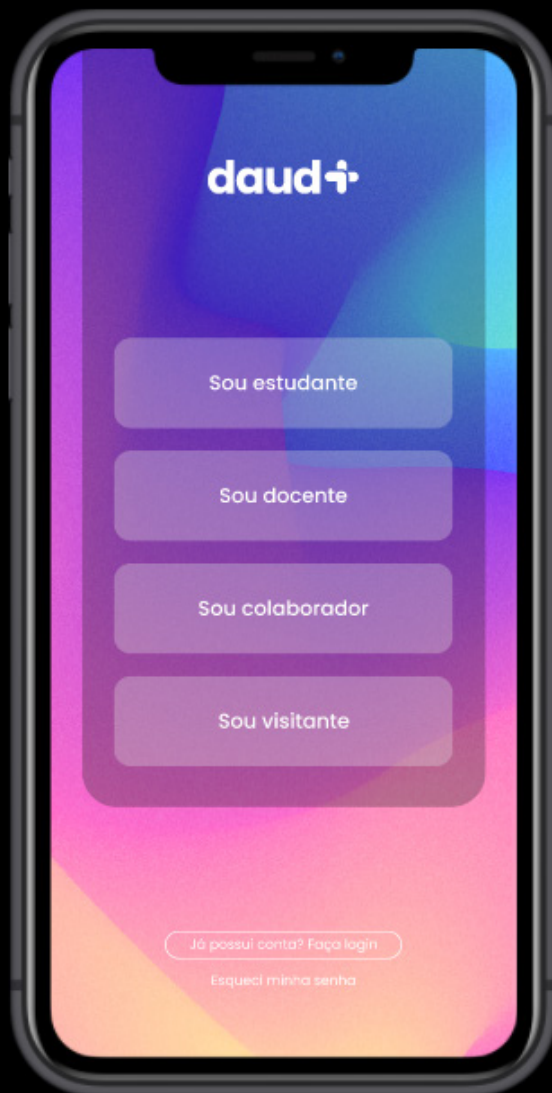 daud+
Sou estudante
Sou docente
Sou colaborador
Sou visitante
Já possui conta? Faça login
Esqueci minha senha